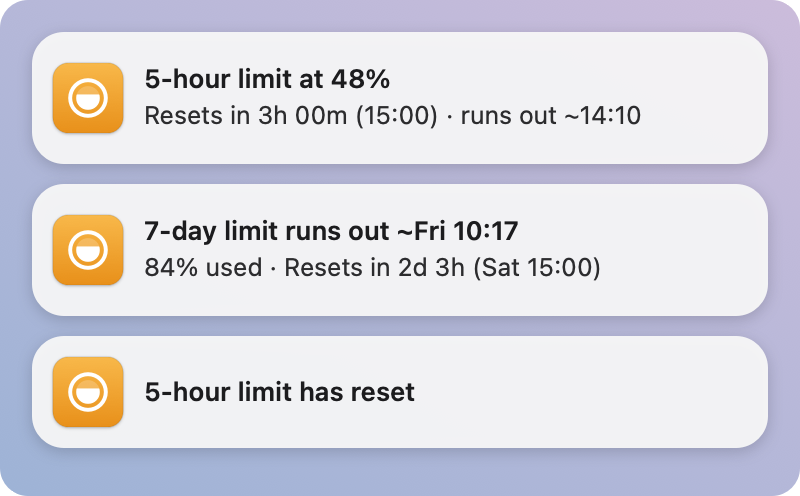 5-hour limit at 48%
Resets in 3h 00m (15:00) · runs out ~14:10
7-day limit runs out ~Fri 10:17
84% used · Resets in 2d 3h (Sat 15:00)
5-hour limit has reset